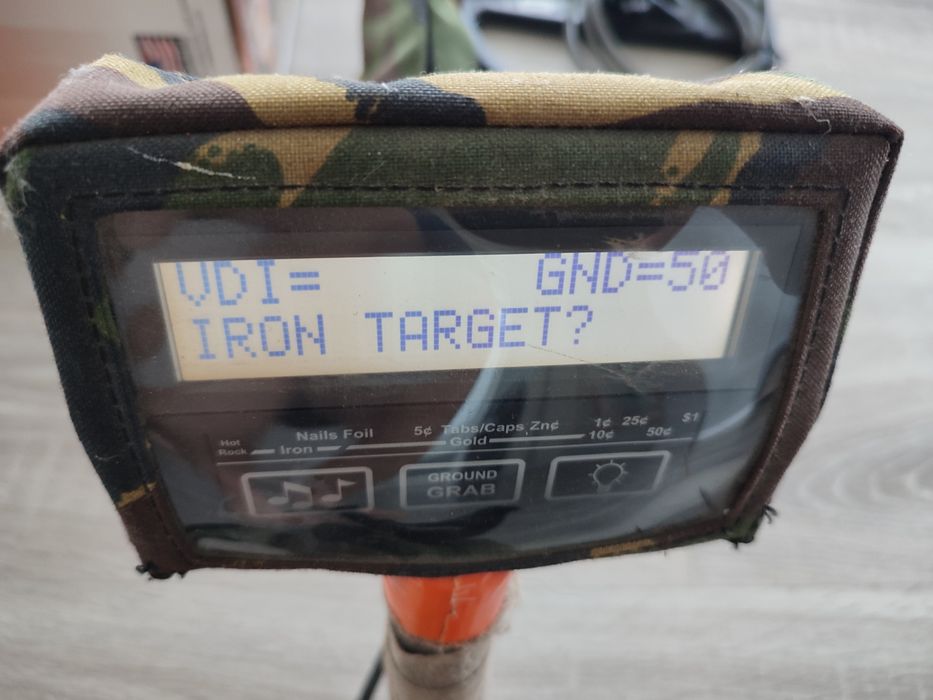 VDI= GND=50
IRON TARGET?
Nails Foil 5¢ Tabs/Caps Zn¢ 1¢ 25¢ $1
Hot Rock Iron Gold 10¢ 50¢
GROUND
GRAB